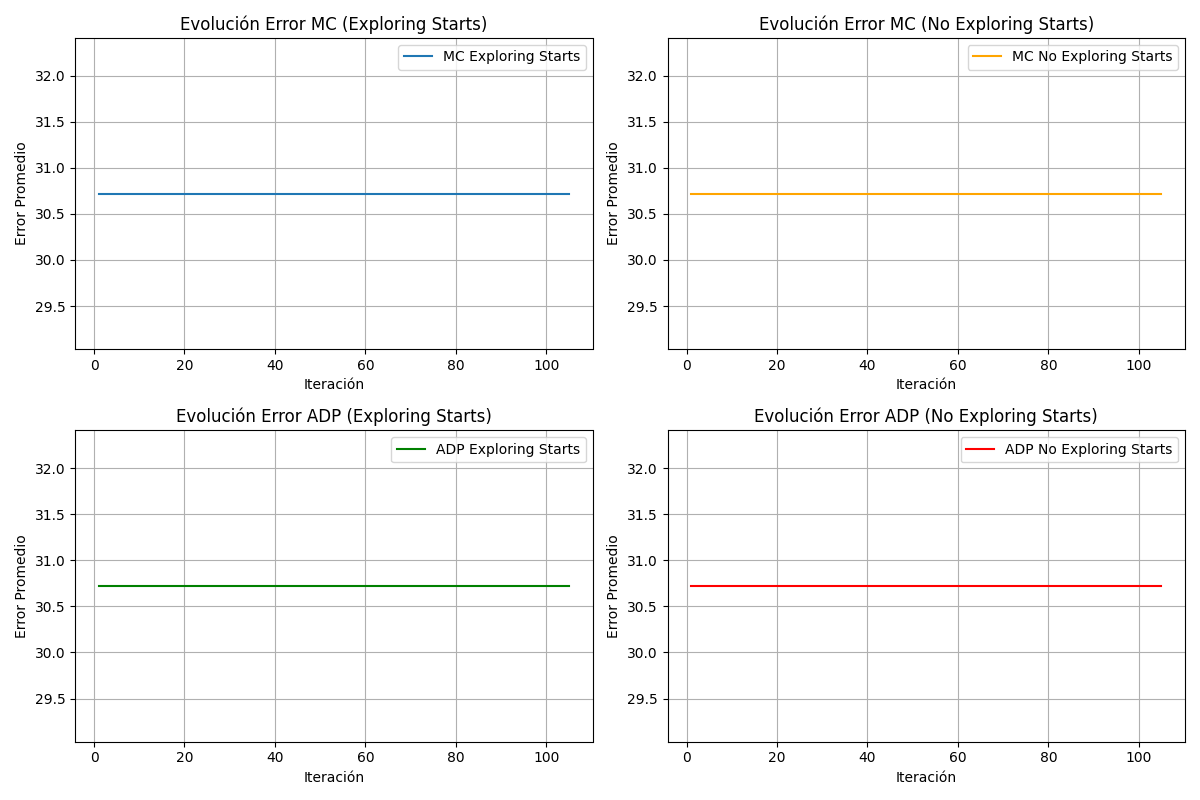 Evolución Error MC (Exploring Starts)
MC Exploring Starts
32.0
31.5
31.0
30.5
30.0
29.5
Error Promedio
0 20 40 60 80 100
Iteración
Evolución Error MC (No Exploring Starts)
MC No Exploring Starts
32.0
31.5
31.0
30.5
30.0
29.5
Error Promedio
0 20 40 60 80 100
Iteración
Evolución Error ADP (Exploring Starts)
ADP Exploring Starts
32.0
31.5
31.0
30.5
30.0
29.5
Error Promedio
0 20 40 60 80 100
Iteración
Evolución Error ADP (No Exploring Starts)
ADP No Exploring Starts
32.0
31.5
31.0
30.5
30.0
29.5
Error Promedio
0 20 40 60 80 100
Iteración